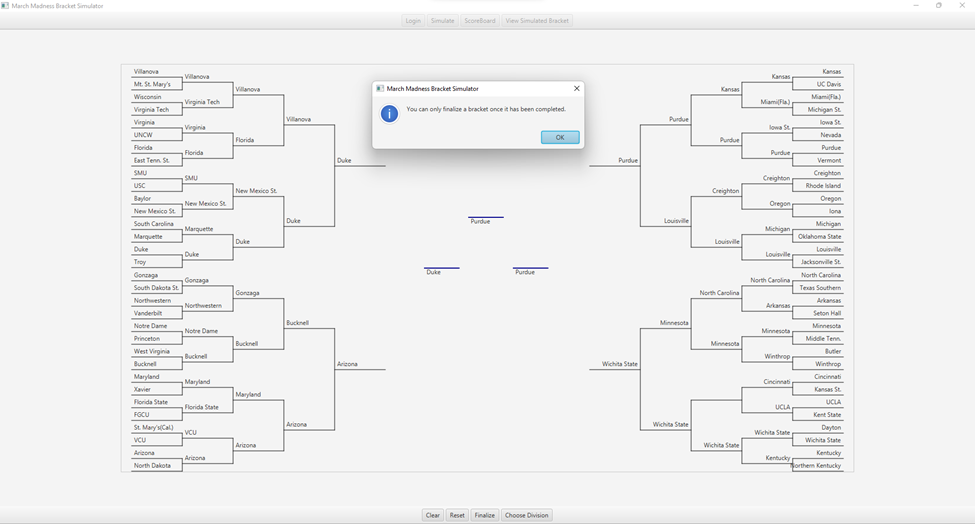 March Madness Bracket Simulator
Login Simulate ScoreBoard View Simulated Bracket
March Madness Bracket Simulator
You can only finalize a bracket once it has been completed.
OK
Villanova
Mt. St. Mary's
Wisconsin
Virginia Tech
Virginia
UNCW
Florida
East Tenn. St.
SMU
USC
Baylor
New Mexico St.
South Carolina
Marquette
Duke
Troy
Gonzaga
South Dakota St.
Northwestern
Vanderbilt
Notre Dame
Princeton
West Virginia
Bucknell
Maryland
Xavier
Florida State
FGCU
St. Mary's(Cal.)
VCU
Arizona
North Dakota
Villanova
Virginia Tech
Virginia
Florida
SMU
New Mexico St.
Marquette
Duke
Gonzaga
Northwestern
Notre Dame
Bucknell
Maryland
Florida State
VCU
Arizona
Villanova
Florida
New Mexico St.
Duke
Gonzaga
Bucknell
Maryland
Arizona
Villanova
Duke
Bucknell
Arizona
Duke
Arizona
Purdue
Duke
Purdue
Purdue
Wichita State
Purdue
Louisville
Minnesota
Wichita State
Kansas
Purdue
Creighton
Louisville
North Carolina
Minnesota
Wichita State
Kansas
Miami(Fla.)
Iowa St.
Purdue
Creighton
Oregon
Michigan
Louisville
North Carolina
Arkansas
Minnesota
Winthrop
Cincinnati
UCLA
Wichita State
Kentucky
Kansas
UC Davis
Miami(Fla.)
Michigan St.
Iowa St.
Nevada
Purdue
Vermont
Creighton
Rhode Island
Oregon
Iona
Michigan
Oklahoma State
Louisville
Jacksonville St.
North Carolina
Texas Southern
Arkansas
Seton Hall
Minnesota
Middle Tenn.
Butler
Winthrop
Cincinnati
Kansas St.
UCLA
Kent State
Dayton
Wichita State
Kentucky
Northern Kentucky
Clear Reset Finalize Choose Division